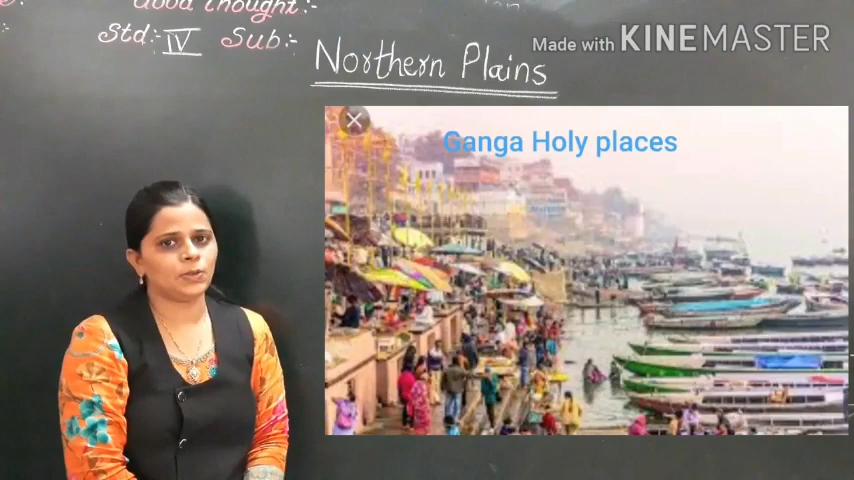 Good Thought:-
Std:- IV Sub:-
Northern Plains
Made with KINEMASTER
Ganga Holy places